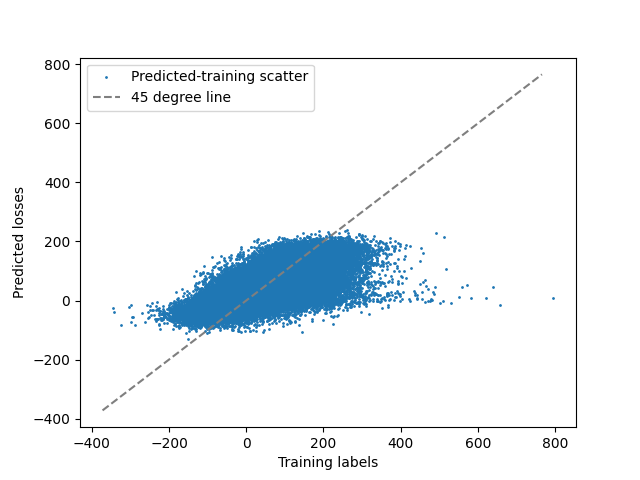 Predicted-training scatter
45 degree line
800
600
400
200
0
−200
−400
Predicted losses
−400 −200 0 200 400 600 800
Training labels